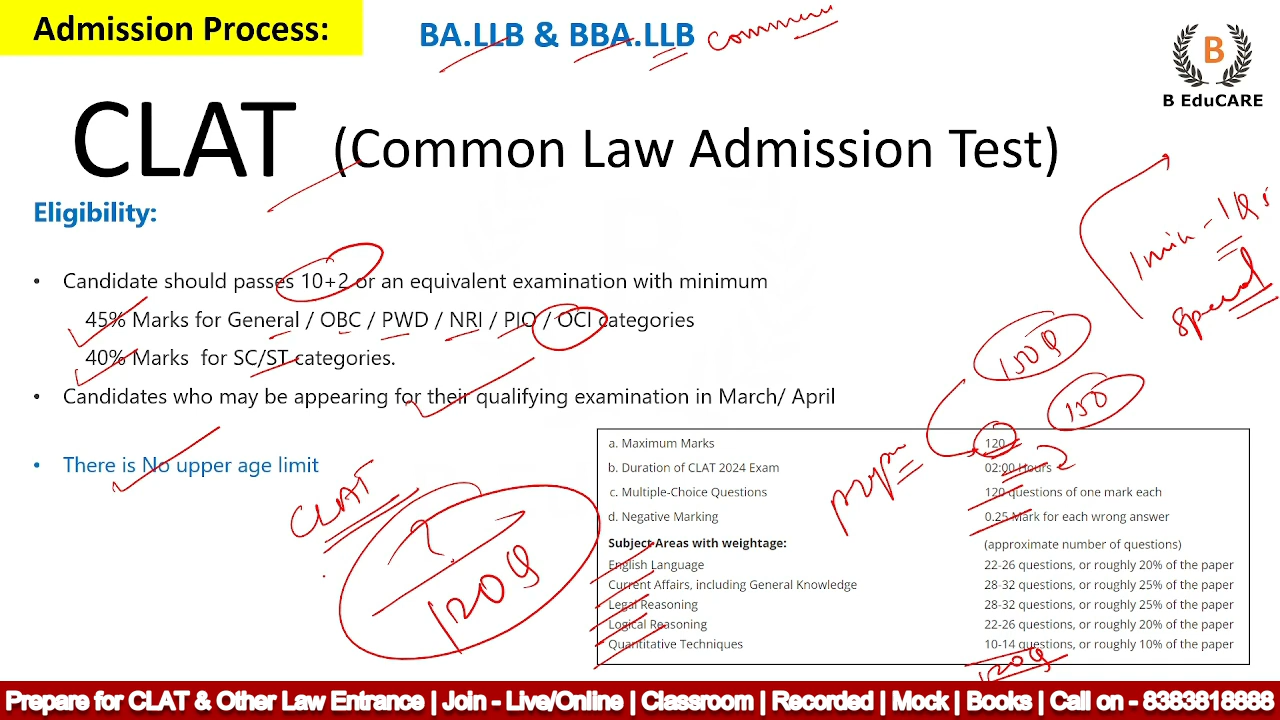 Admission Process:
BA.LLB & BBA.LLB
B
B EduCARE
CLAT (Common Law Admission Test)
Eligibility:
• Candidate should passes 10+2 or an equivalent examination with minimum
45% Marks for General / OBC / PWD / NRI / PIO / OCI categories
40% Marks for SC/ST categories.
• Candidates who may be appearing for their qualifying examination in March/ April
• There is No upper age limit
1 min - 1Qs
speed
150Q
150
CLAT
120Q
a. Maximum Marks 120
b. Duration of CLAT 2024 Exam 02:00 Hours 2
c. Multiple-Choice Questions 120 questions of one mark each
d. Negative Marking 0.25 Mark for each wrong answer
Subject Areas with weightage: (approximate number of questions)
English Language 22-26 questions, or roughly 20% of the paper
Current Affairs, including General Knowledge 28-32 questions, or roughly 25% of the paper
Legal Reasoning 28-32 questions, or roughly 25% of the paper
Logical Reasoning 22-26 questions, or roughly 20% of the paper
Quantitative Techniques 10-14 questions, or roughly 10% of the paper
120Q
Prepare for CLAT & Other Law Entrance | Join - Live/Online | Classroom | Recorded | Mock | Books | Call on - 8383818888